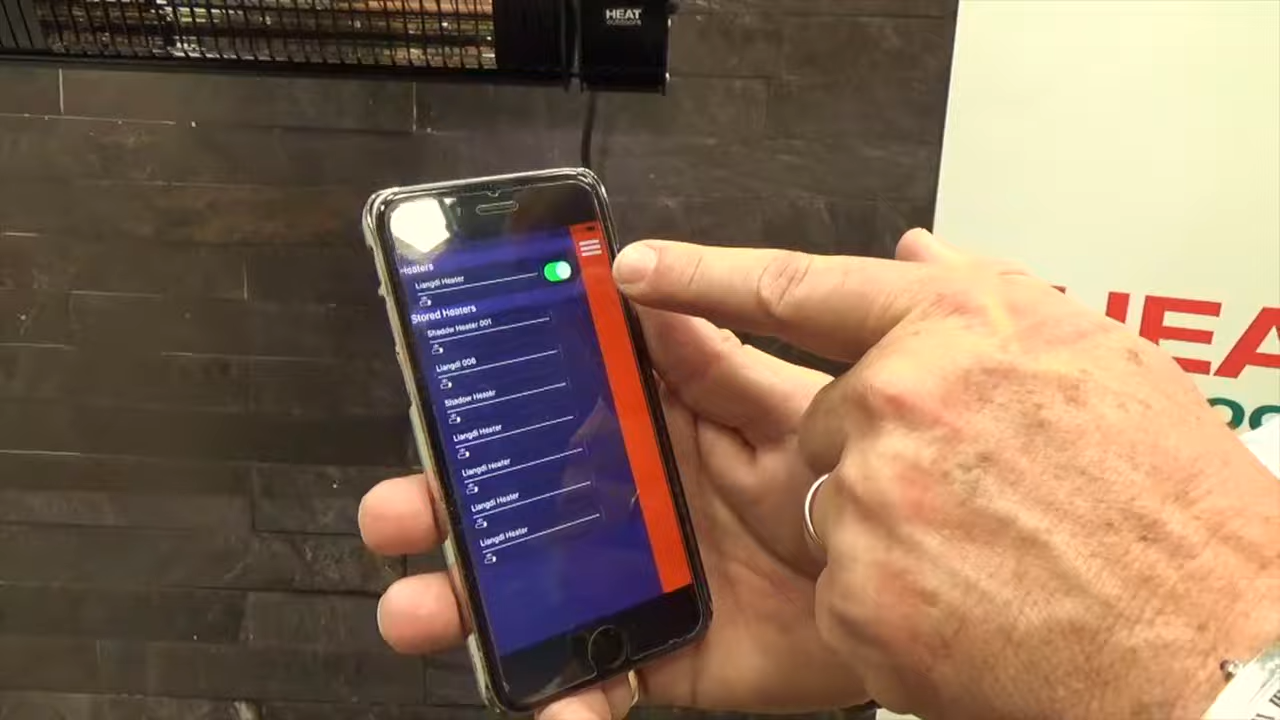 HEAT
outdoors
Heaters
Liangdi Heater
Stored Heaters
Shadow Heater 001
Liangdi 006
Shadow Heater
Liangdi Heater
Liangdi Heater
Liangdi Heater
Liangdi Heater
HEA